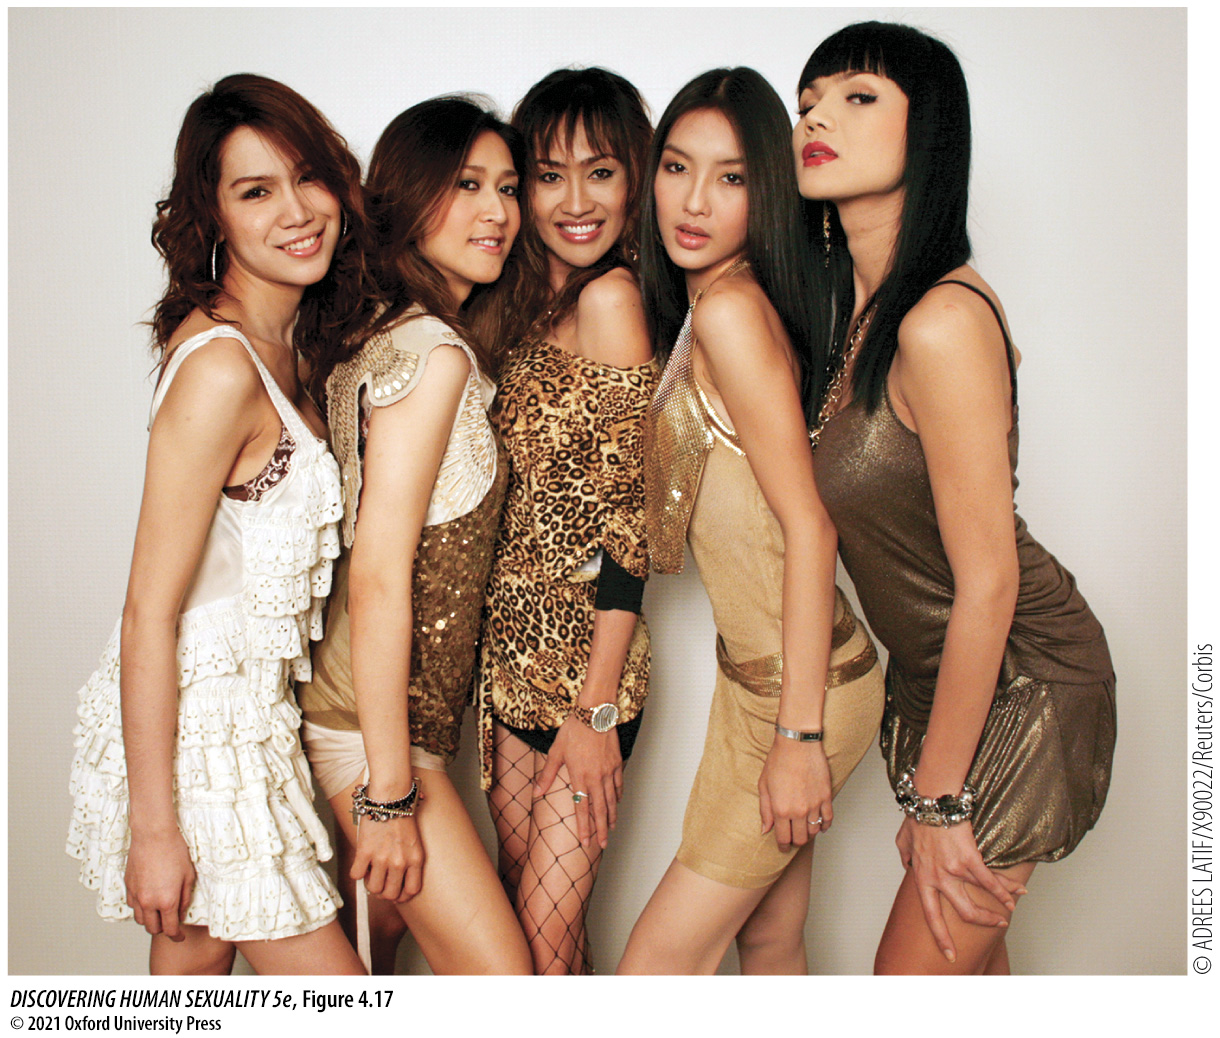 © ADREES LATIF/X90022/Reuters/Corbis
DISCOVERING HUMAN SEXUALITY 5e, Figure 4.17
© 2021 Oxford University Press